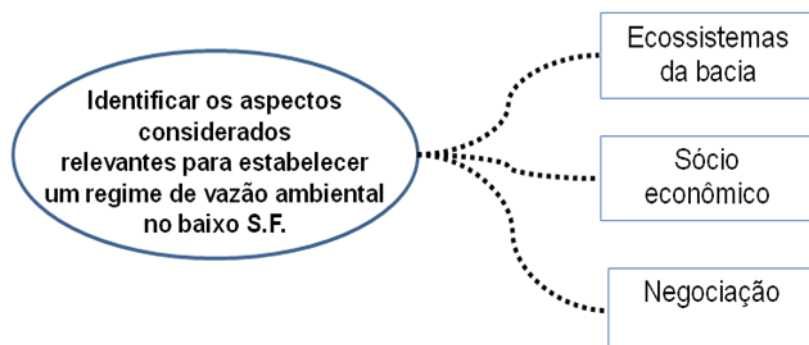 Identificar os aspectos
considerados
relevantes para estabelecer
um regime de vazão ambiental
no baixo S.F.
Ecossistemas
da bacia
Sócio
econômico
Negociação